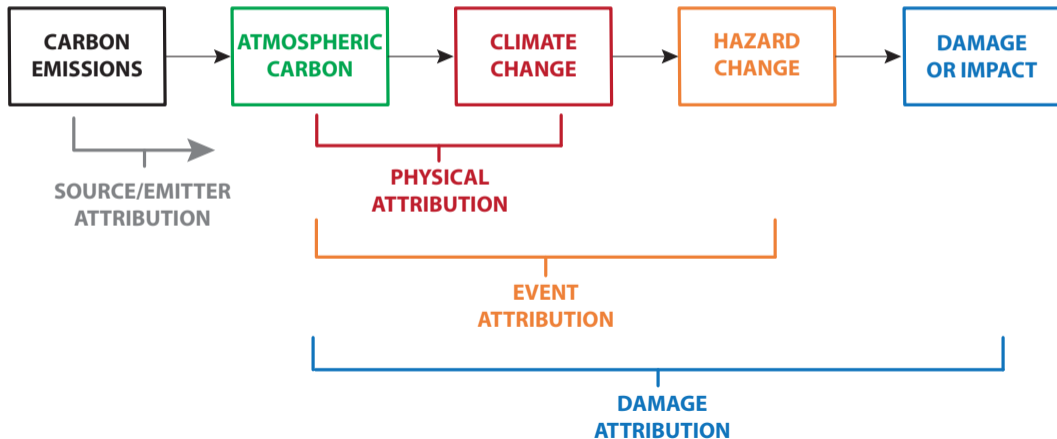 CARBON
EMISSIONS
ATMOSPHERIC
CARBON
CLIMATE
CHANGE
HAZARD
CHANGE
DAMAGE
OR IMPACT
SOURCE/EMITTER
ATTRIBUTION
PHYSICAL
ATTRIBUTION
EVENT
ATTRIBUTION
DAMAGE
ATTRIBUTION